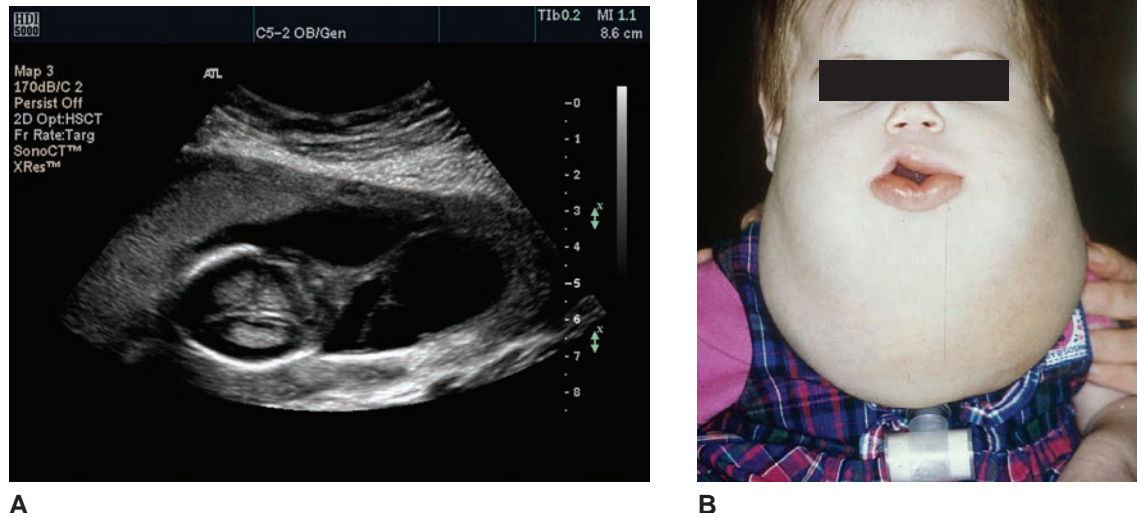 HDI
5000
C5-2 OB/Gen
TIb0.2 MI 1.1
8.6 cm
Map 3
170dB/C 2
Persist Off
2D Opt:HSCT
Fr Rate:Targ
SonoCT™
XRes™
ATL
0
1
2
3
x
4
5
6
x
7
8
A
B